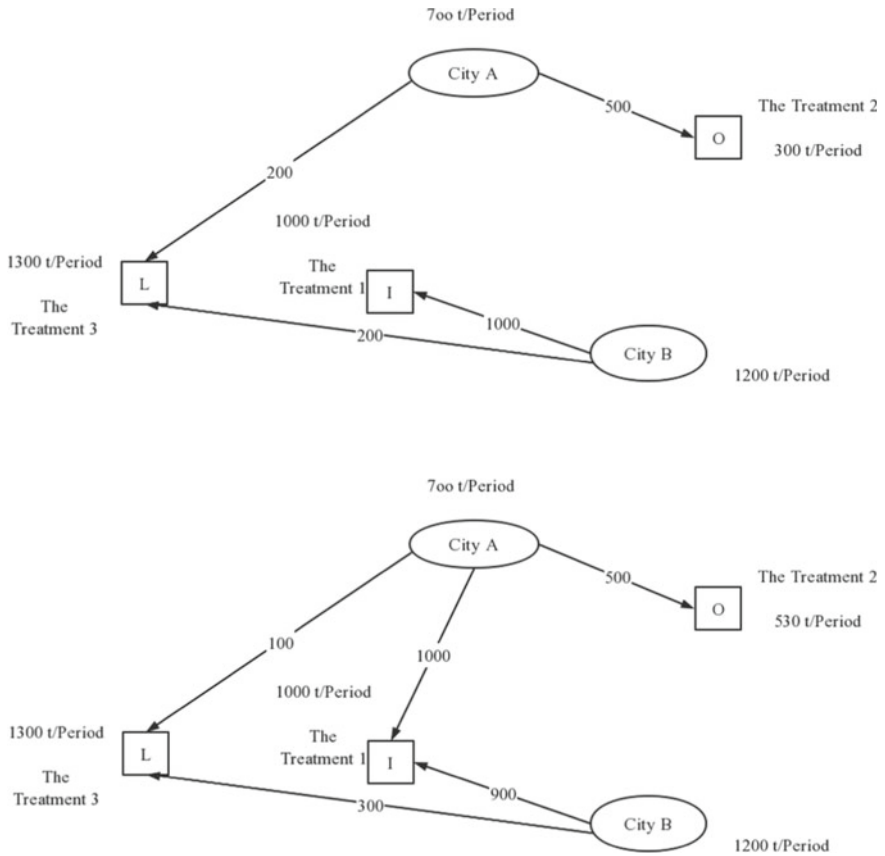 7oo t/Period
City A
500
The Treatment 2
O
300 t/Period
200
1000 t/Period
1300 t/Period
L
The
Treatment 1
I
The
Treatment 3
1000
200
City B
1200 t/Period
7oo t/Period
City A
500
The Treatment 2
O
530 t/Period
100
1000
1000 t/Period
1300 t/Period
L
The
Treatment 1
I
The
Treatment 3
900
300
City B
1200 t/Period